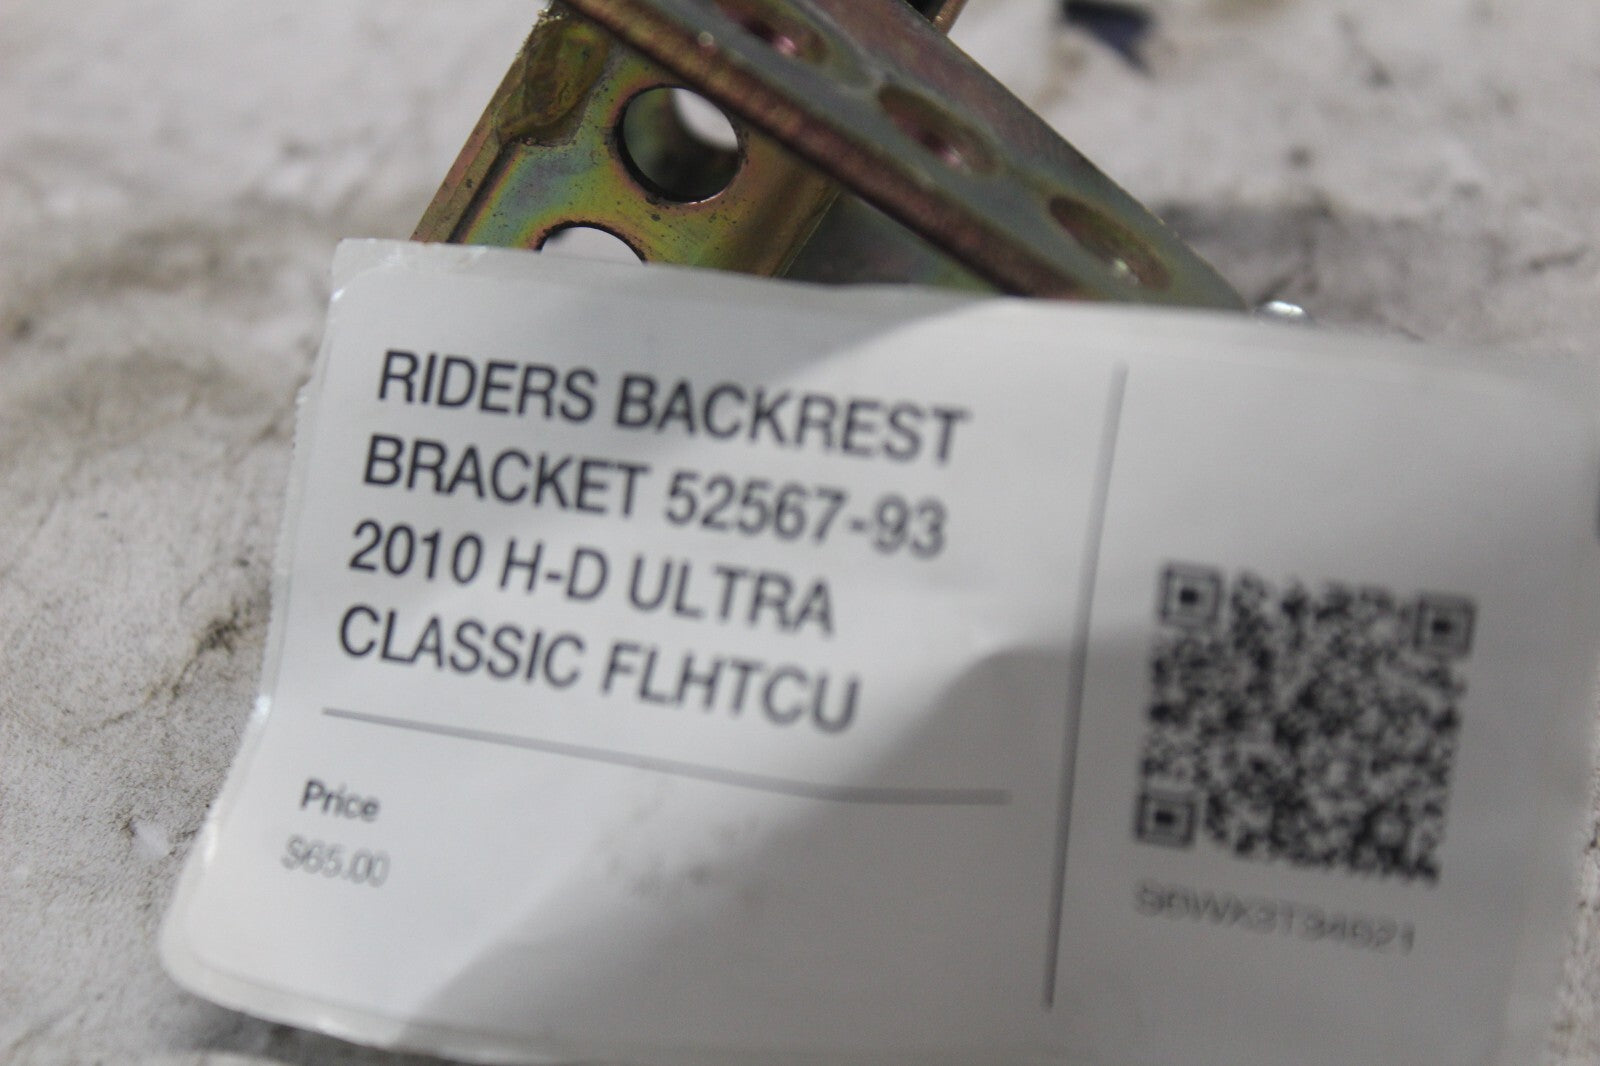 RIDERS BACKREST
BRACKET 52567-93
2010 H-D ULTRA
CLASSIC FLHTCU
Price
$65.00